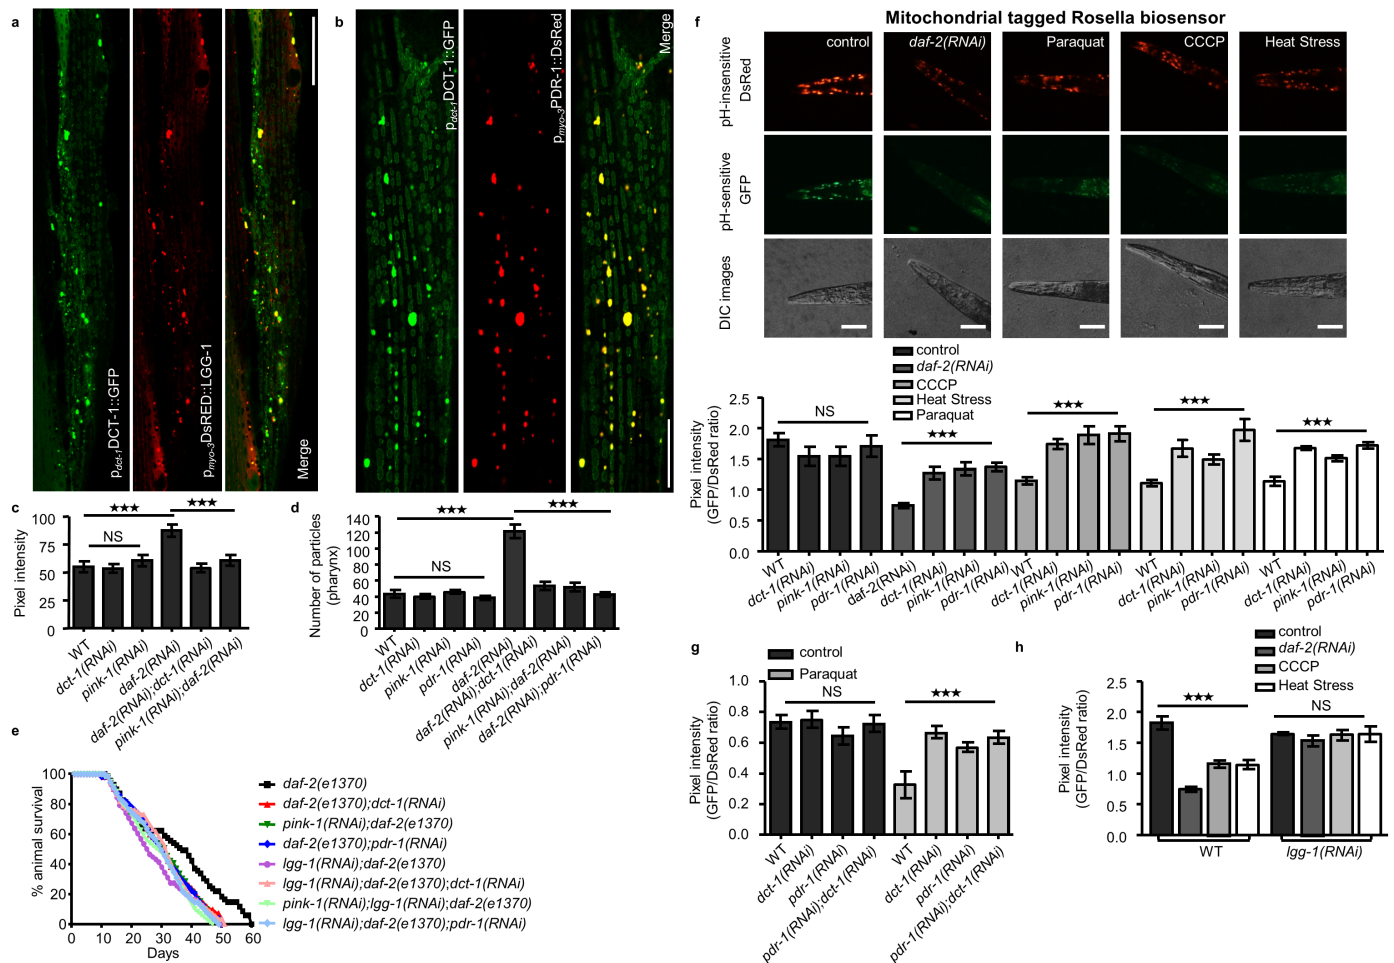 a
pdct-1DCT-1::GFP
pmyo-3DsRED::LGG-1
Merge
b
pdct-1DCT-1::GFP
pmyo-3PDR-1::DsRed
Merge
c
Pixel intensity
100
75
50
25
0
★★★
★★★
NS
WT
dct-1(RNAi)
pink-1(RNAi)
daf-2(RNAi)
daf-2(RNAi);dct-1(RNAi)
pink-1(RNAi);daf-2(RNAi)
d
Number of particles
(pharynx)
140
120
100
80
60
40
20
0
★★★
★★★
NS
WT
dct-1(RNAi)
pink-1(RNAi)
pdr-1(RNAi)
daf-2(RNAi)
daf-2(RNAi);dct-1(RNAi)
pink-1(RNAi);daf-2(RNAi)
daf-2(RNAi);pdr-1(RNAi)
e
% animal survival
100
80
60
40
20
0
0 10 20 30 40 50 60
Days
daf-2(e1370)
daf-2(e1370);dct-1(RNAi)
pink-1(RNAi);daf-2(e1370)
daf-2(e1370);pdr-1(RNAi)
lgg-1(RNAi);daf-2(e1370)
lgg-1(RNAi);daf-2(e1370);dct-1(RNAi)
pink-1(RNAi);lgg-1(RNAi);daf-2(e1370)
lgg-1(RNAi);daf-2(e1370);pdr-1(RNAi)
f
Mitochondrial tagged Rosella biosensor
control
daf-2(RNAi)
Paraquat
CCCP
Heat Stress
pH-insensitive
DsRed
pH-sensitive
GFP
DIC images
control
daf-2(RNAi)
CCCP
Heat Stress
Paraquat
Pixel intensity
(GFP/DsRed ratio)
2.5
2.0
1.5
1.0
0.5
0.0
NS
★★★
★★★
★★★
★★★
WT
dct-1(RNAi)
pink-1(RNAi)
pdr-1(RNAi)
daf-2(RNAi)
dct-1(RNAi)
pink-1(RNAi)
pdr-1(RNAi)
WT
dct-1(RNAi)
pink-1(RNAi)
pdr-1(RNAi)
WT
dct-1(RNAi)
pink-1(RNAi)
pdr-1(RNAi)
WT
dct-1(RNAi)
pink-1(RNAi)
pdr-1(RNAi)
g
control
Paraquat
Pixel intensity
(GFP/DsRed ratio)
1.0
0.8
0.6
0.4
0.2
0.0
NS
★★★
WT
dct-1(RNAi)
pdr-1(RNAi)
pdr-1(RNAi);dct-1(RNAi)
WT
dct-1(RNAi)
pdr-1(RNAi)
pdr-1(RNAi);dct-1(RNAi)
h
control
daf-2(RNAi)
CCCP
Heat Stress
Pixel intensity
(GFP/DsRed ratio)
2.5
2.0
1.5
1.0
0.5
0.0
★★★
NS
WT
lgg-1(RNAi)